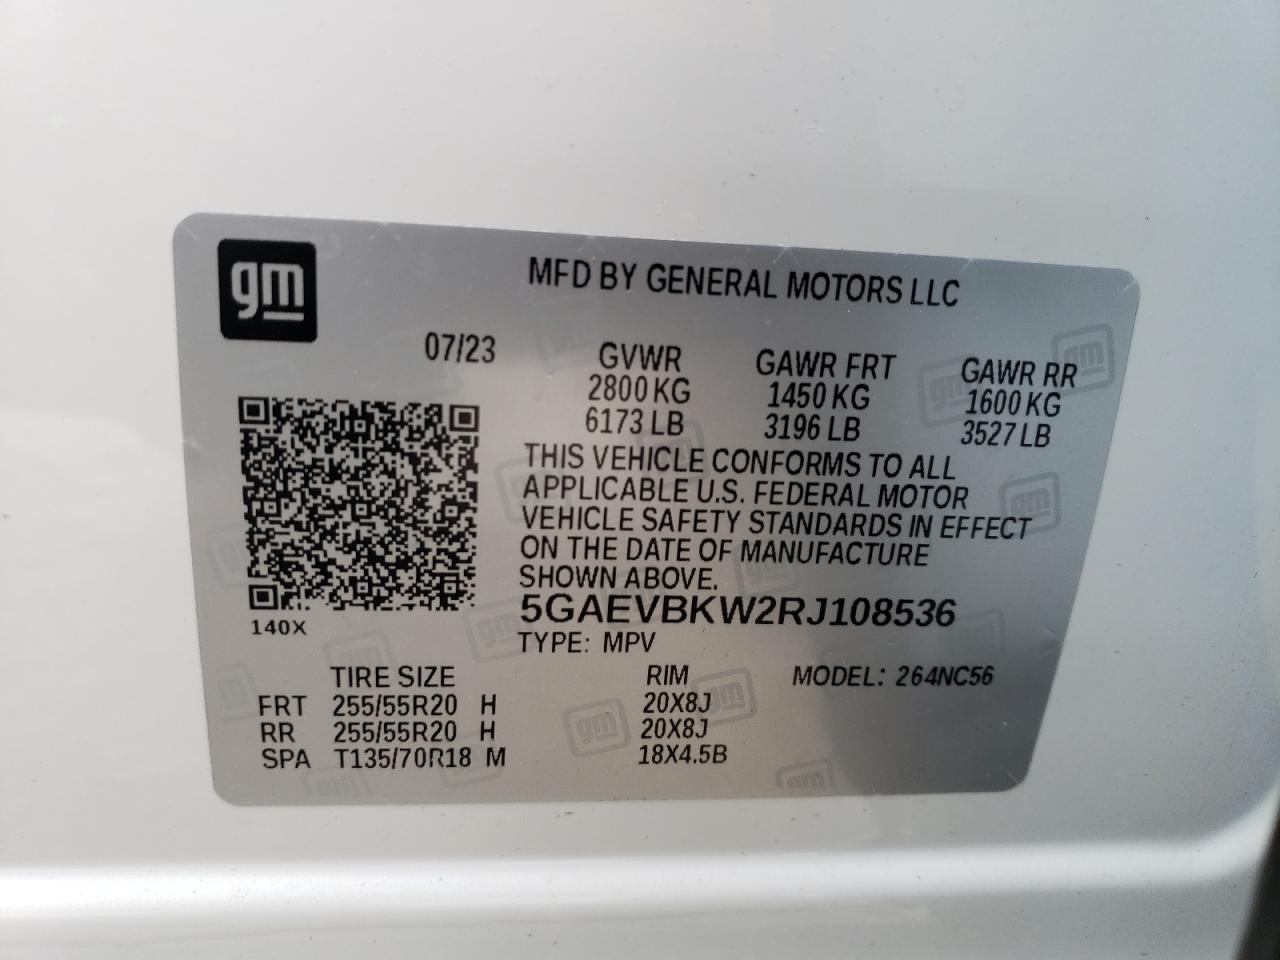 gm
MFD BY GENERAL MOTORS LLC
07/23
GVWR GAWR FRT GAWR RR
2800 KG 1450 KG 1600 KG
6173 LB 3196 LB 3527 LB
THIS VEHICLE CONFORMS TO ALL
APPLICABLE U.S. FEDERAL MOTOR
VEHICLE SAFETY STANDARDS IN EFFECT
ON THE DATE OF MANUFACTURE
SHOWN ABOVE.
5GAEVBKW2RJ108536
140X
TYPE: MPV
TIRE SIZE RIM MODEL: 264NC56
FRT 255/55R20 H 20X8J
RR 255/55R20 H 20X8J
SPA T135/70R18 M 18X4.5B